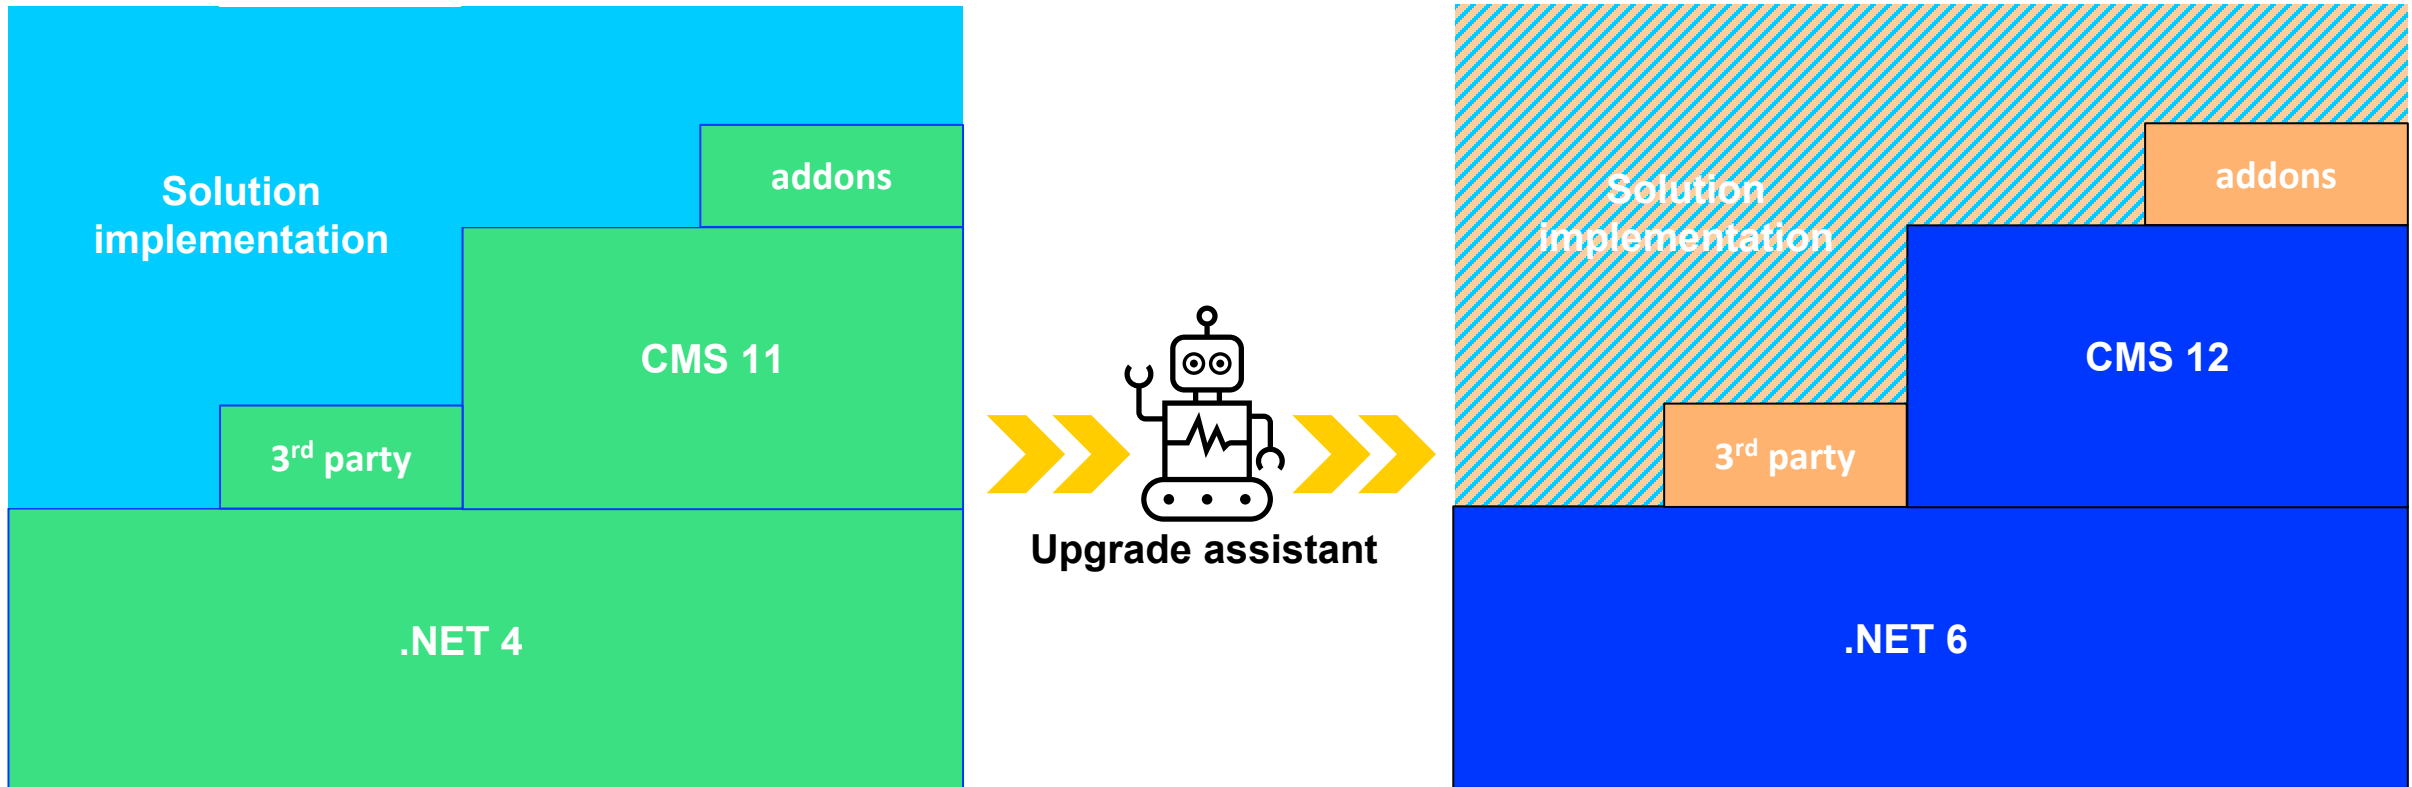 Solution
implementation
addons
CMS 11
3rd party
.NET 4
Upgrade assistant
Solution
implementation
addons
CMS 12
3rd party
.NET 6